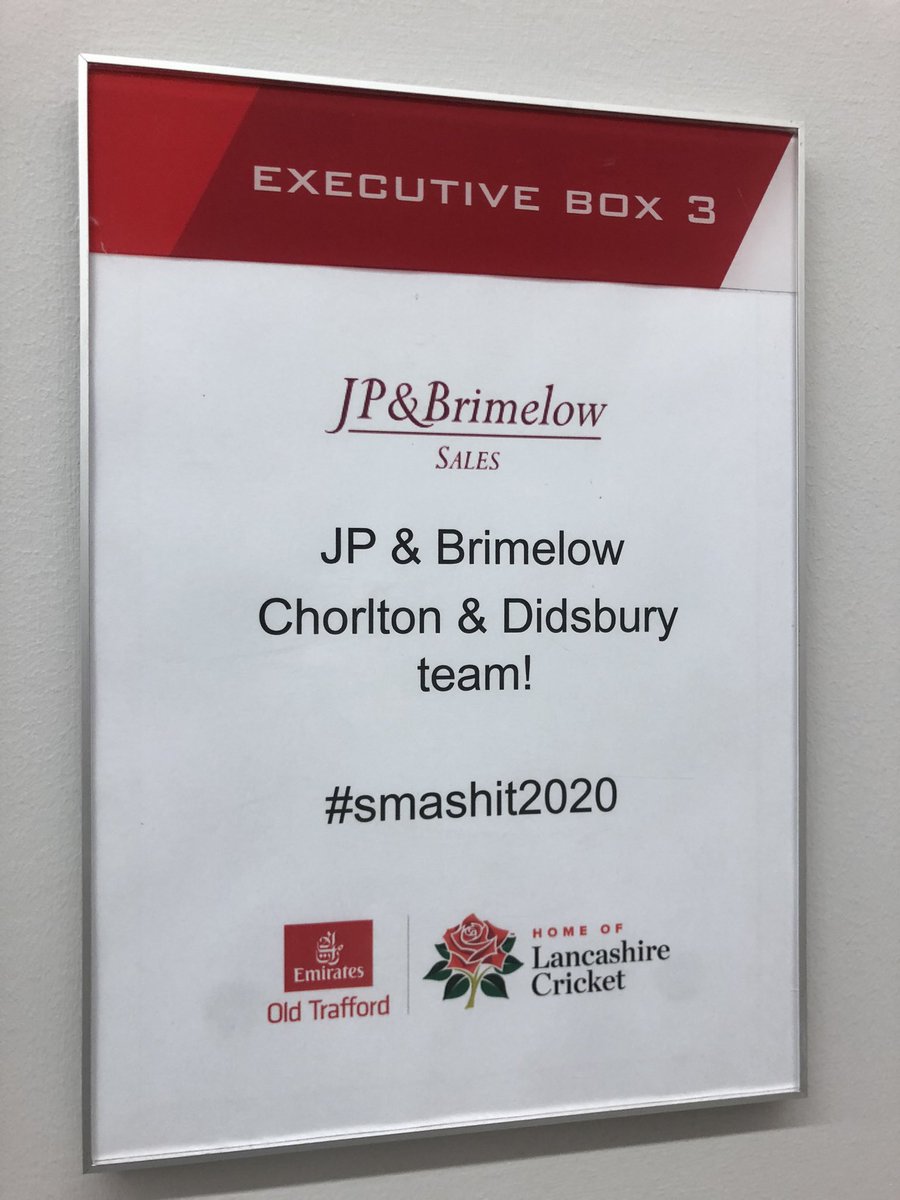 EXECUTIVE BOX 3
JP&Brimelow
SALES
JP & Brimelow
Chorlton & Didsbury
team!
#smashit2020
Emirates
Old Trafford
HOME OF
Lancashire
Cricket